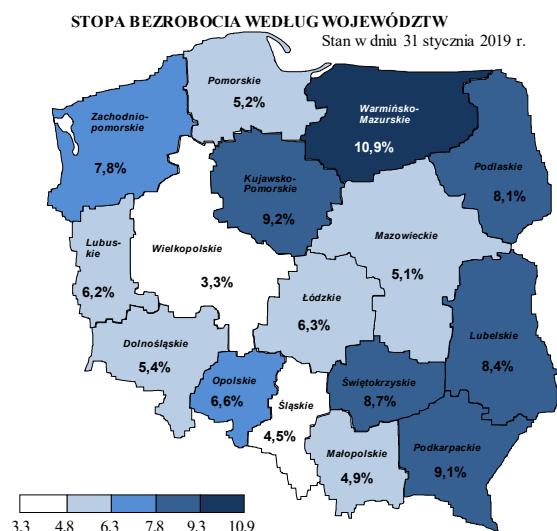 STOPA BEZROBOCIA WEDŁUG WOJEWÓDZTW
Stan w dniu 31 stycznia 2019 r.
Pomorskie
5,2%
Warmińsko-
Mazurskie
10,9%
Zachodnio-
pomorskie
7,8%
Podlaskie
8,1%
Kujawsko-
Pomorskie
9,2%
Mazowieckie
5,1%
Lubus-
kie
6,2%
Wielkopolskie
3,3%
Łódzkie
6,3%
Lubelskie
8,4%
Dolnośląskie
5,4%
Opolskie
6,6%
Śląskie
4,5%
Świętokrzyskie
8,7%
Małopolskie
4,9%
Podkarpackie
9,1%
3,3 4,8 6,3 7,8 9,3 10,9